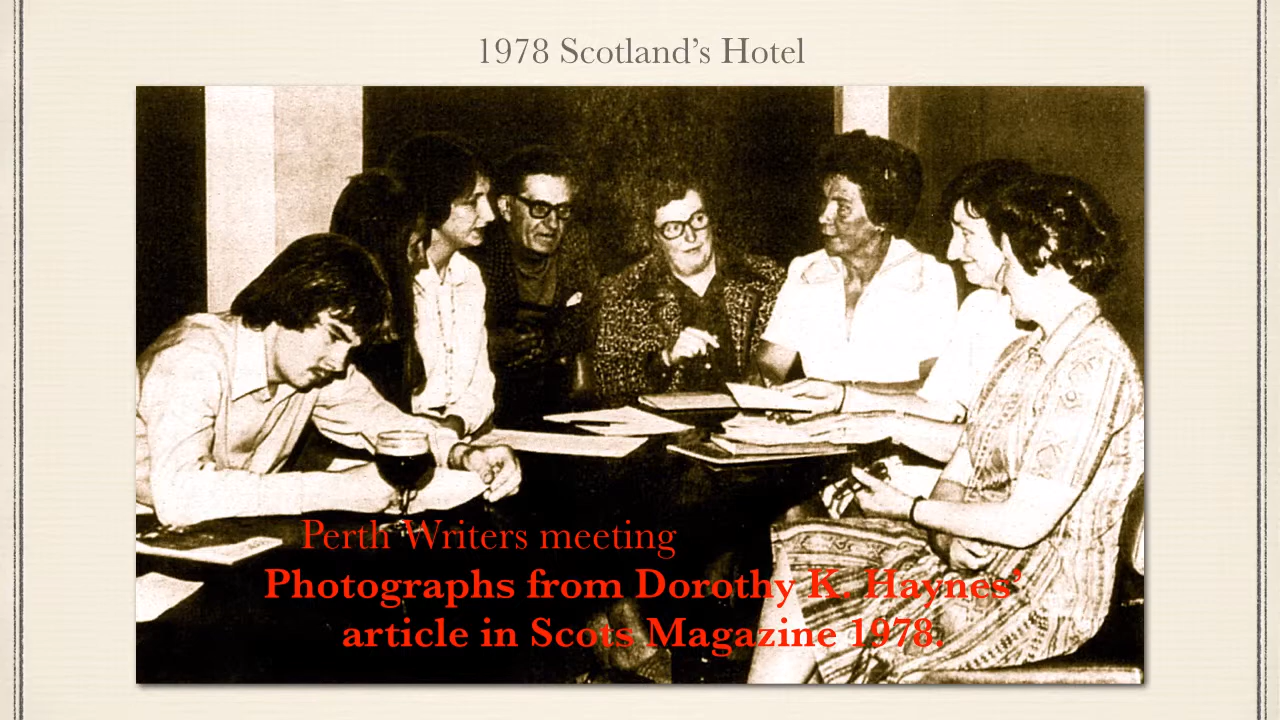 1978 Scotland’s Hotel
Perth Writers meeting
Photographs from Dorothy K. Haynes’
article in Scots Magazine 1978.